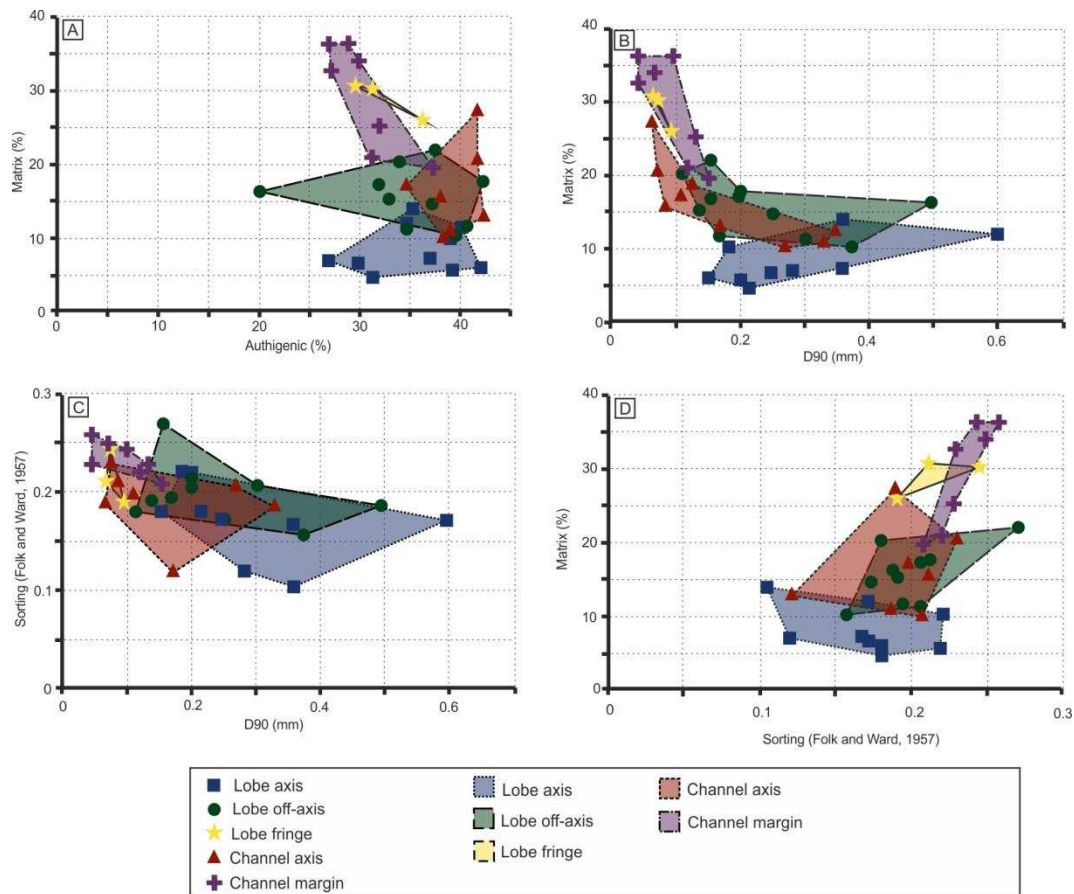 A
40
30
20
10
0
Matrix (%)
0
10
20
30
40
Authigenic (%)
B
40
30
20
10
0
Matrix (%)
0
0.2
0.4
0.6
D90 (mm)
C
0.3
0.2
0.1
0
Sorting (Folk and Ward, 1957)
0
0.2
0.4
0.6
D90 (mm)
D
40
30
20
10
0
Matrix (%)
0
0.1
0.2
0.3
Sorting (Folk and Ward, 1957)
Lobe axis
Lobe off-axis
Lobe fringe
Channel axis
Channel margin
Lobe axis
Lobe off-axis
Lobe fringe
Channel axis
Channel margin